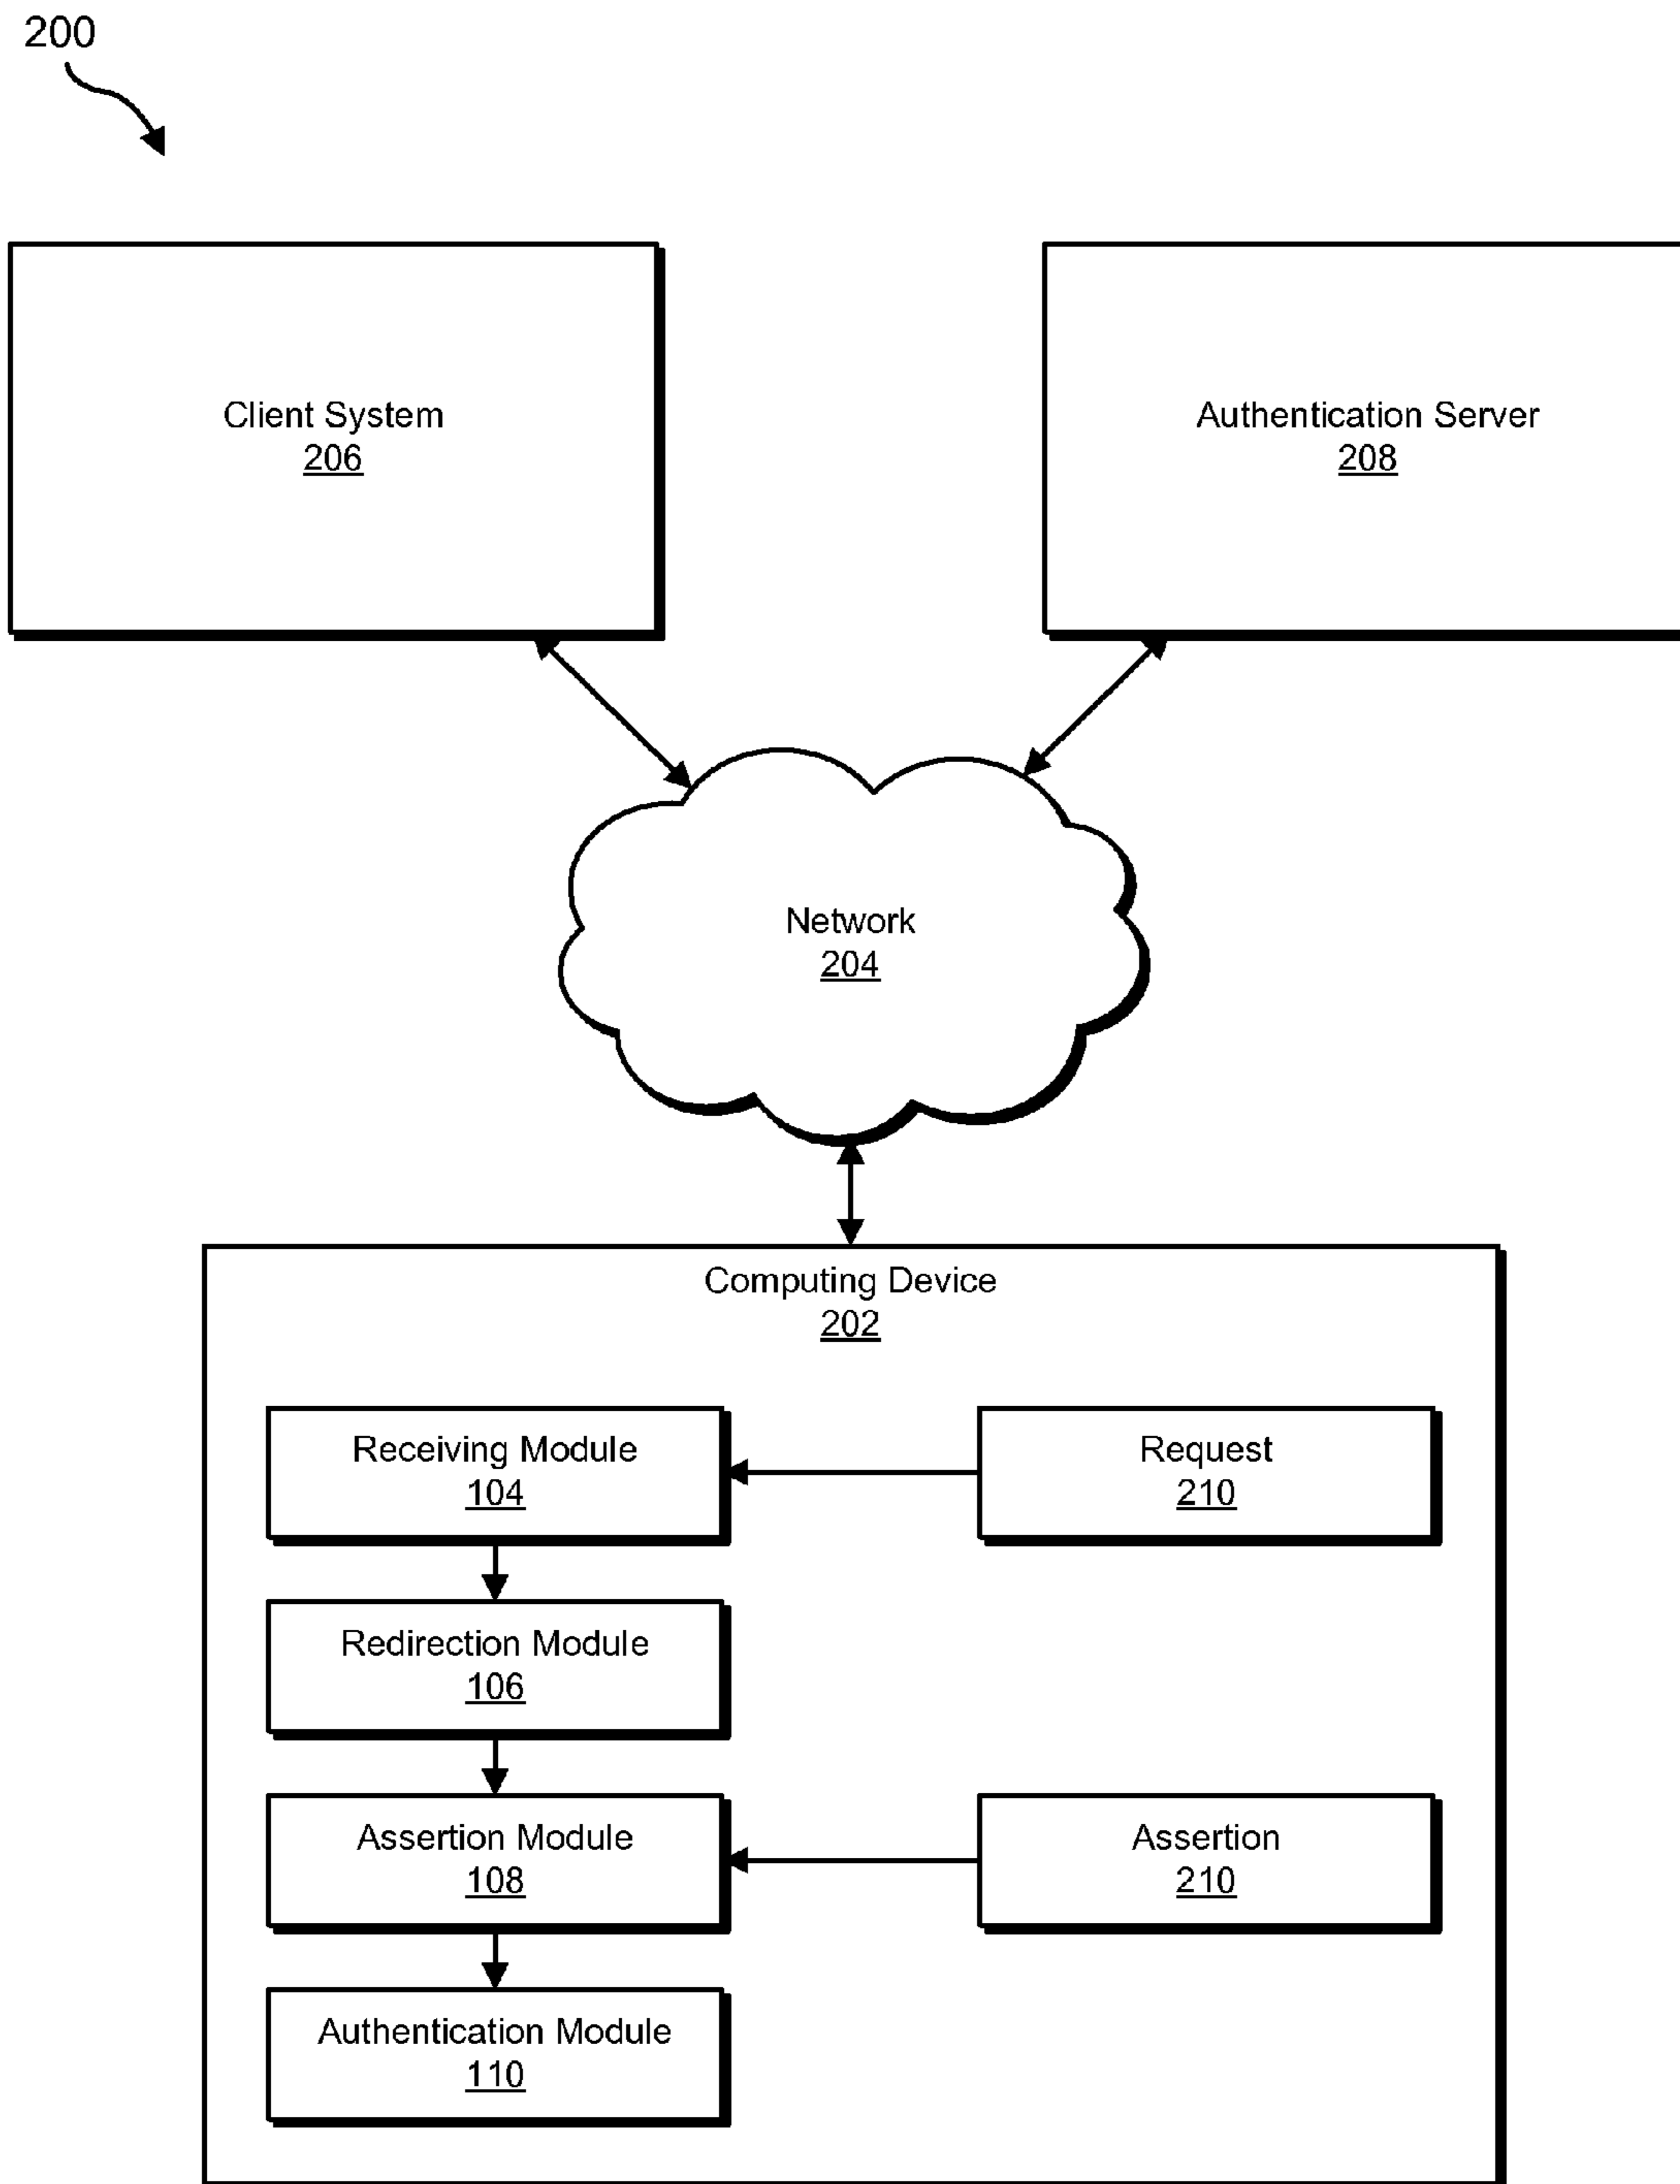 200
Client System
206
Authentication Server
208
Network
204
Computing Device
202
Receiving Module
104
Request
210
Redirection Module
106
Assertion Module
108
Assertion
210
Authentication Module
110